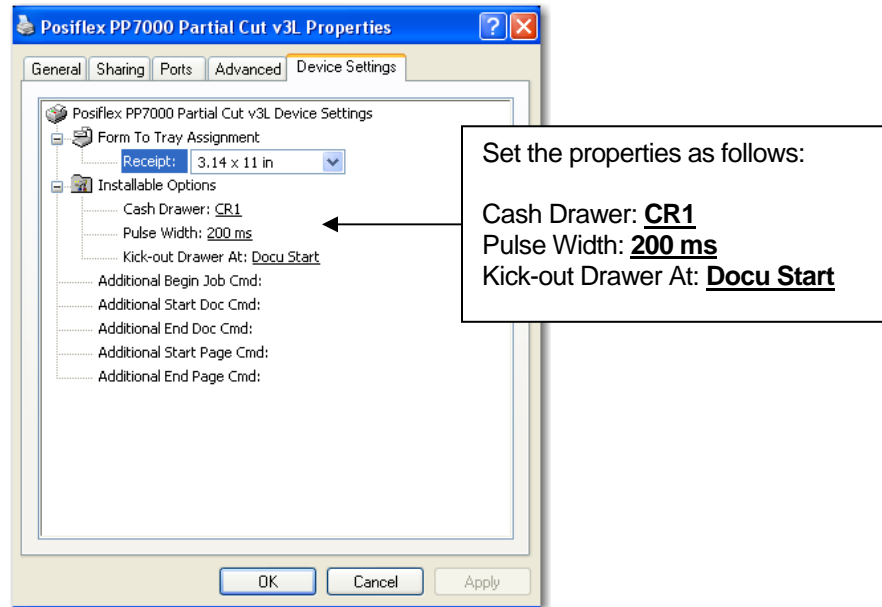 Posiflex PP7000 Partial Cut v3L Properties
General Sharing Ports Advanced Device Settings
Posiflex PP7000 Partial Cut v3L Device Settings
Form To Tray Assignment
Receipt: 3.14 x 11 in
Installable Options
Cash Drawer: CR1
Pulse Width: 200 ms
Kick-out Drawer At: Docu Start
Additional Begin Job Cmd:
Additional Start Doc Cmd:
Additional End Doc Cmd:
Additional Start Page Cmd:
Additional End Page Cmd:
OK Cancel Apply
Set the properties as follows:
Cash Drawer: CR1
Pulse Width: 200 ms
Kick-out Drawer At: Docu Start